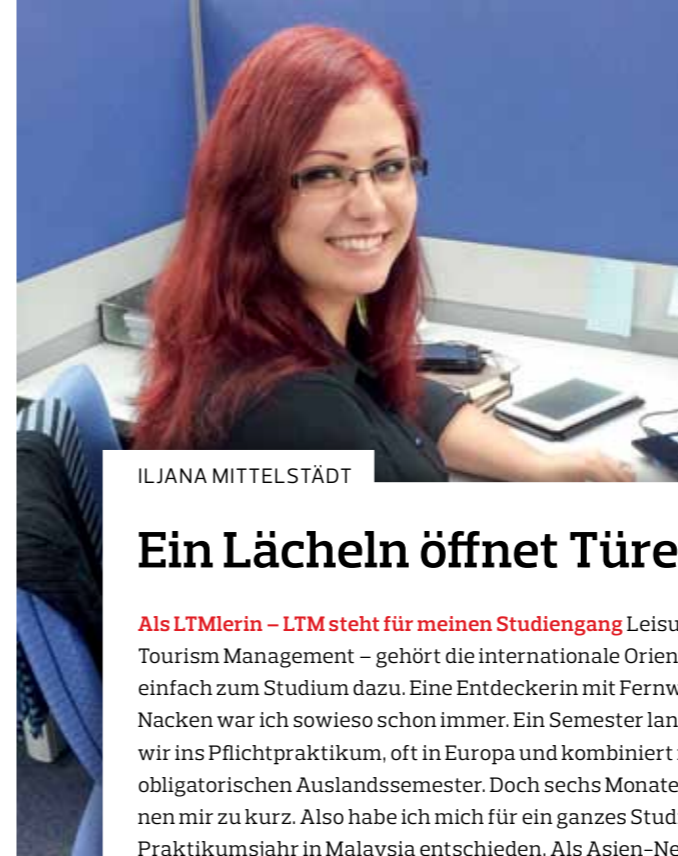 ILJANA MITTELSTÄDT
Ein Lächeln öffnet Türe
Als LTMlerin – LTM steht für meinen Studiengang Leisu
Tourism Management – gehört die internationale Orien
einfach zum Studium dazu. Eine Entdeckerin mit Fernw
Nacken war ich sowieso schon immer. Ein Semester lan
wir ins Pflichtpraktikum, oft in Europa und kombiniert
obligatorischen Auslandssemester. Doch sechs Monate
nen mir zu kurz. Also habe ich mich für ein ganzes Studi
Praktikumsjahr in Malaysia entschieden. Als Asien-Ne